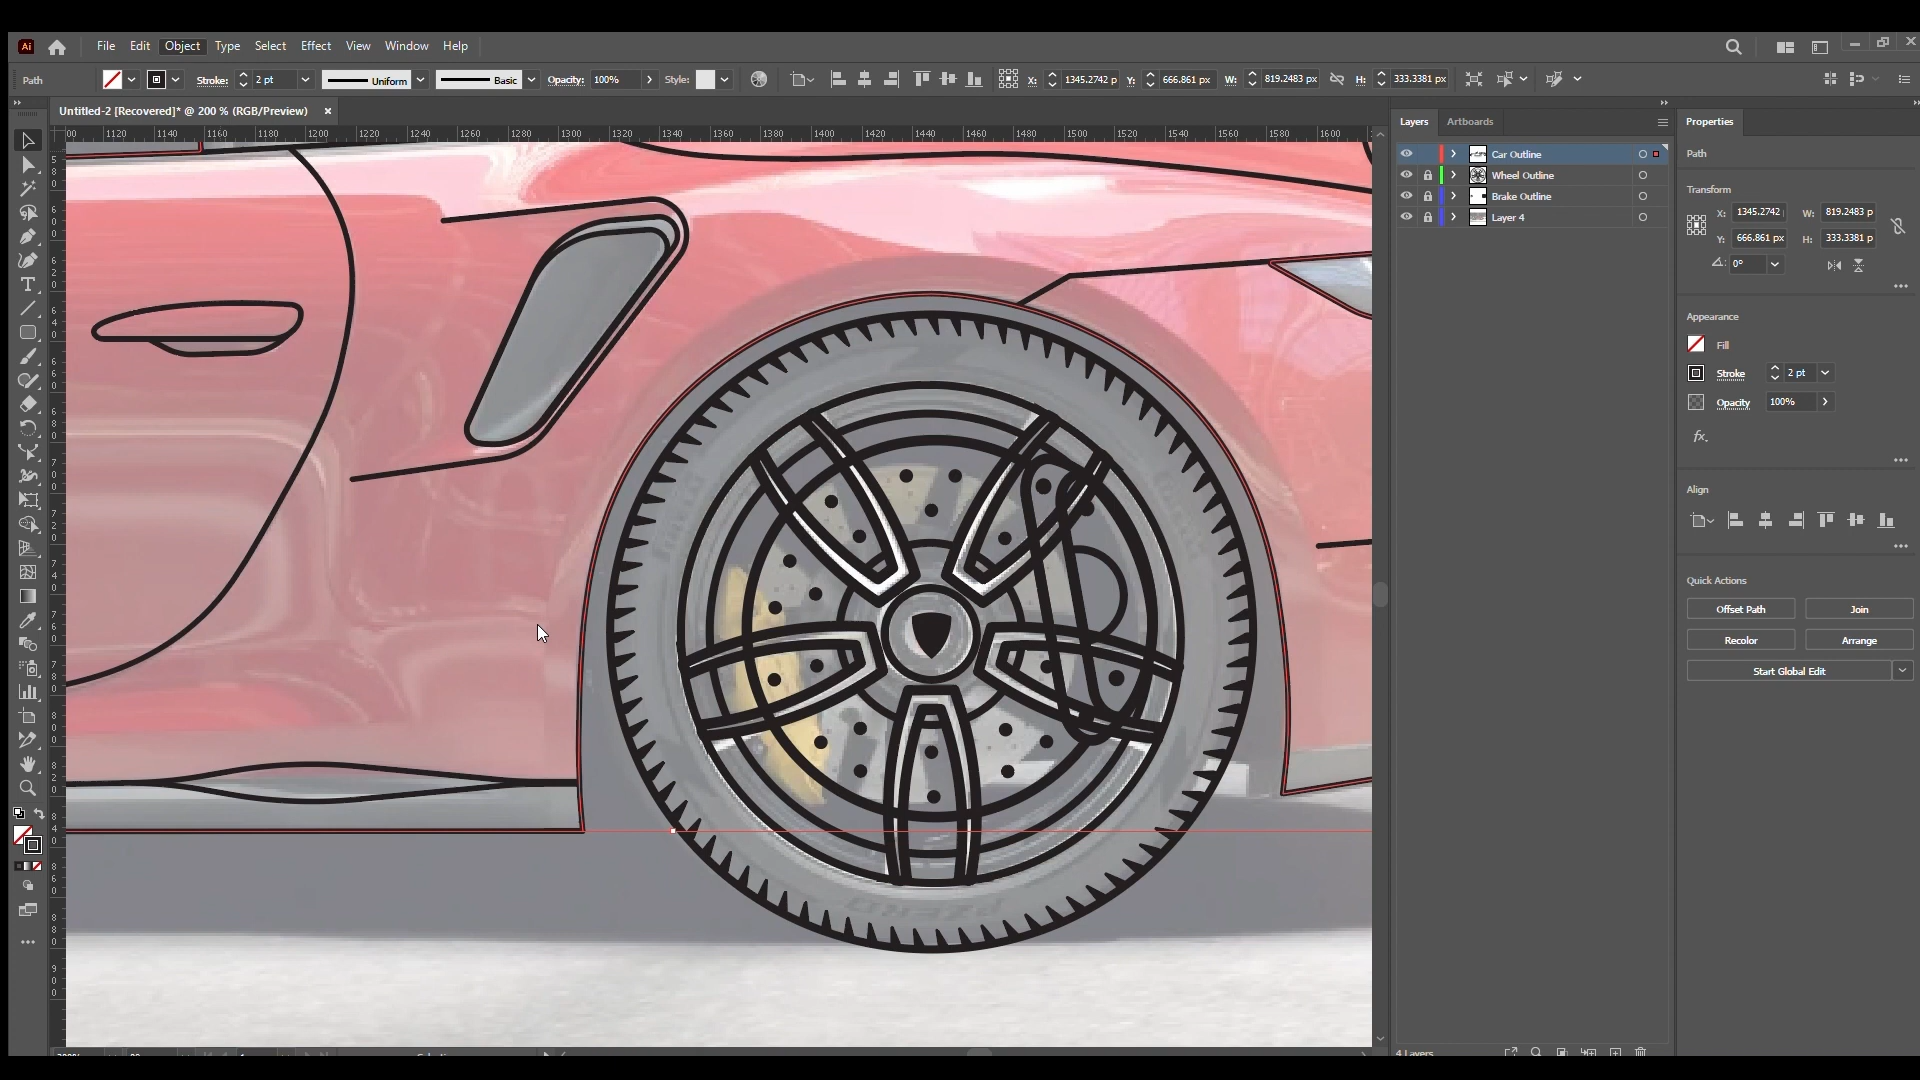 Ai File Edit Object Type Select Effect View Window Help
Path Stroke: 2 pt Uniform Basic Opacity: 100% Style: X: 1345.2742 p Y: 666.861 px W: 819.2483 px H: 333.3381 px
Untitled-2 [Recovered]* @ 200 % (RGB/Preview) ×
00 1120 1140 1160 1180 1200 1220 1240 1260 1280 1300 1320 1340 1360 1380 1400 1420 1440 1460 1480 1500 1520 1540 1560 1580 1600
Layers Artboards
Car Outline
Wheel Outline
Brake Outline
Layer 4
4 Layers
Properties
Path
Transform
X: 1345.2742 W: 819.2483 p
Y: 666.861 px H: 333.3381 p
0°
Appearance
Fill
Stroke 2 pt
Opacity 100%
fx.
Align
Quick Actions
Offset Path Join
Recolor Arrange
Start Global Edit